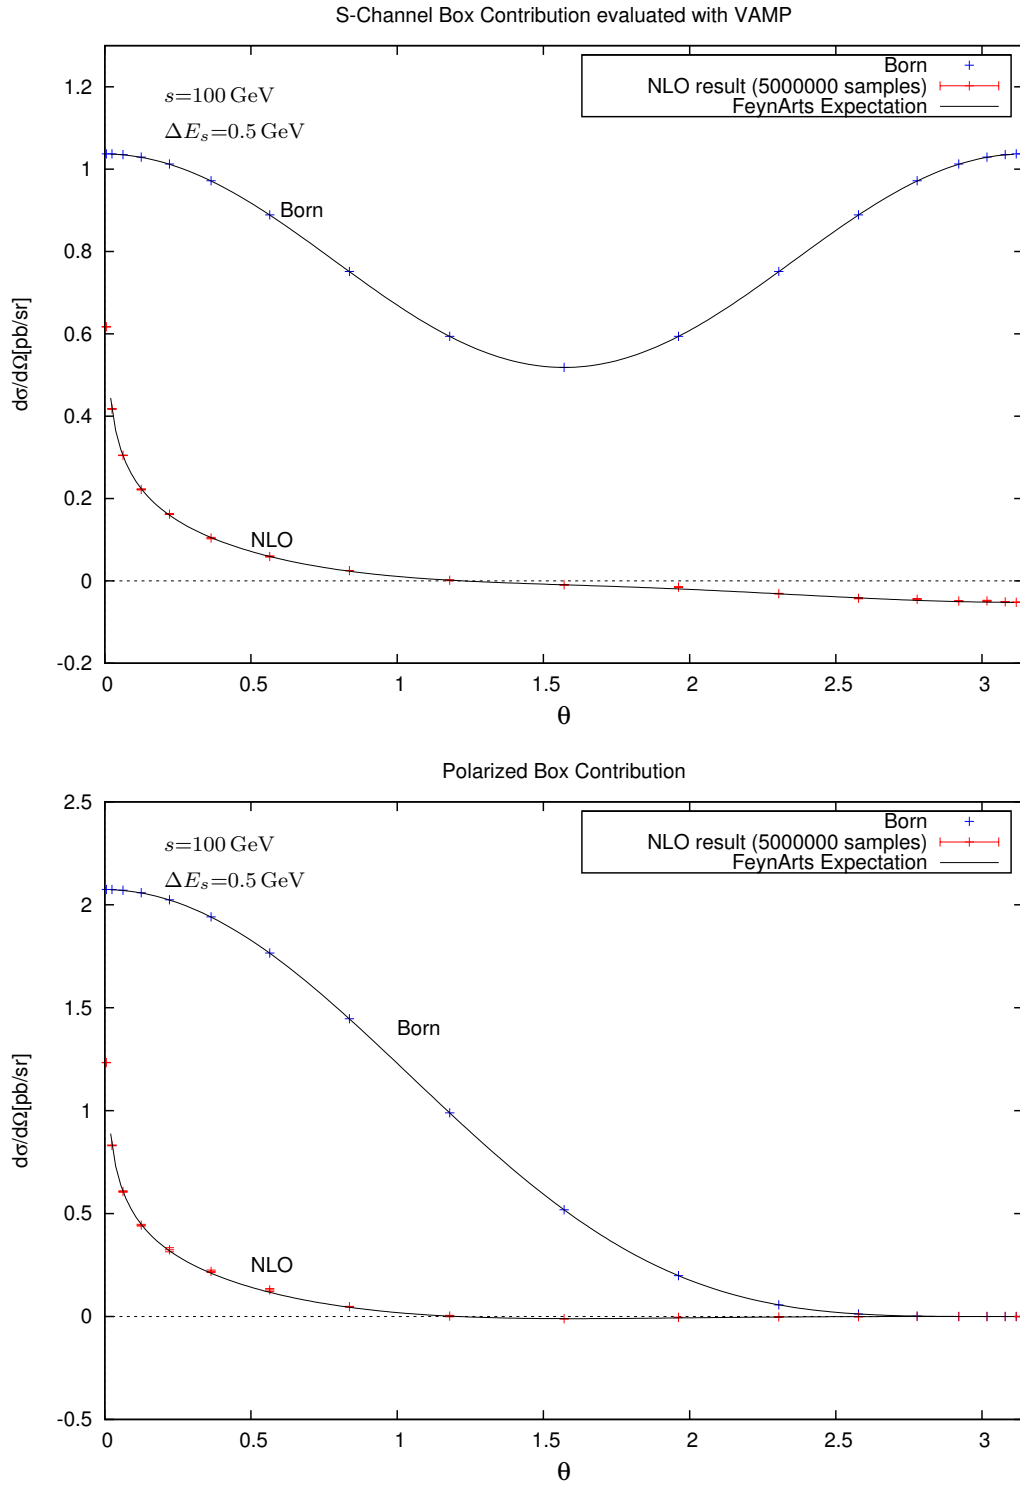 S-Channel Box Contribution evaluated with VAMP
1.2
1
0.8
0.6
0.4
0.2
0
-0.2
dσ/dΩ[pb/sr]
s=100 GeV
ΔE_s=0.5 GeV
Born
NLO result (5000000 samples)
FeynArts Expectation
Born
NLO
0 0.5 1 1.5 2 2.5 3
θ
Polarized Box Contribution
2.5
2
1.5
1
0.5
0
-0.5
dσ/dΩ[pb/sr]
s=100 GeV
ΔE_s=0.5 GeV
Born
NLO result (5000000 samples)
FeynArts Expectation
Born
NLO
0 0.5 1 1.5 2 2.5 3
θ